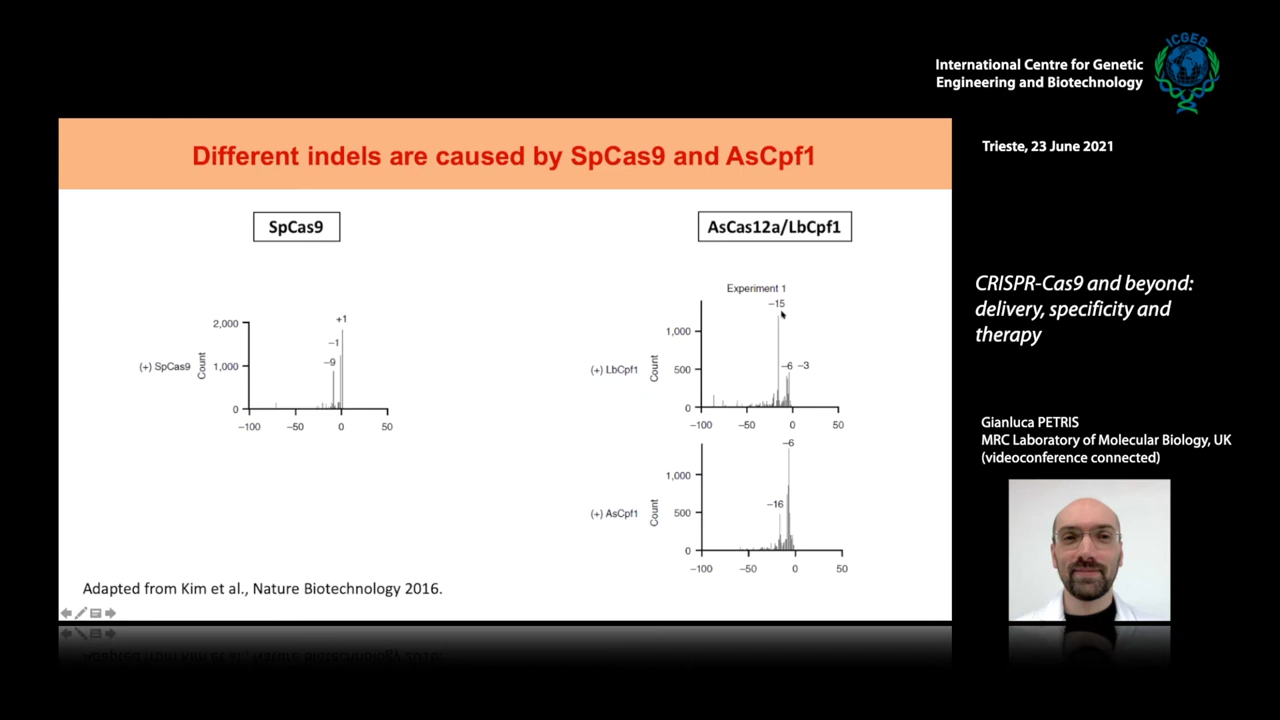 ICGEB
International Centre for Genetic
Engineering and Biotechnology
Trieste, 23 June 2021
Different indels are caused by SpCas9 and AsCpf1
SpCas9
AsCas12a/LbCpf1
2,000
1,000
0
Count
(+) SpCas9
+1
−1
−9
−100
−50
0
50
Experiment 1
−15
1,000
500
0
Count
(+) LbCpf1
−6
−3
−100
−50
0
50
−6
1,000
500
0
Count
(+) AsCpf1
−16
−100
−50
0
50
Adapted from Kim et al., Nature Biotechnology 2016.
CRISPR-Cas9 and beyond:
delivery, specificity and
therapy
Gianluca PETRIS
MRC Laboratory of Molecular Biology, UK
(videoconference connected)